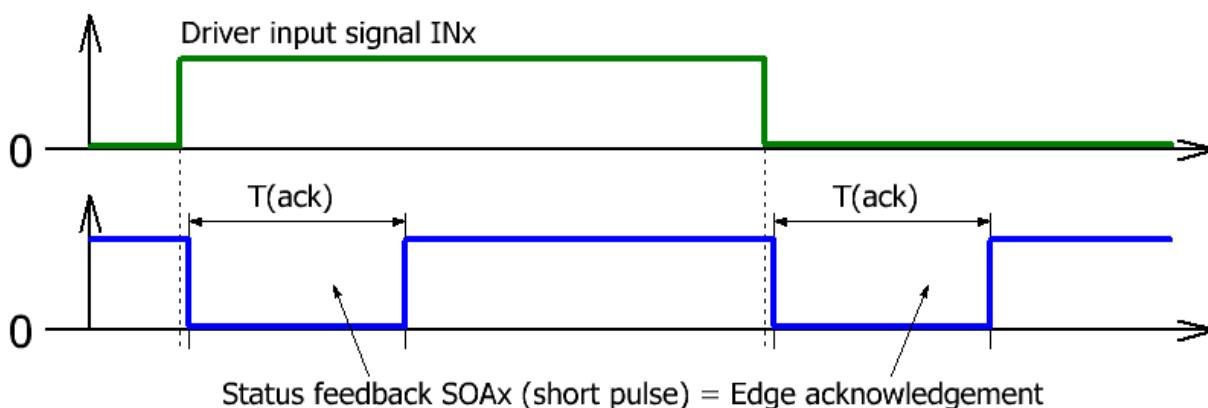 Driver input signal INx
0
T(ack) T(ack)
0
Status feedback SOAx (short pulse) = Edge acknowledgement